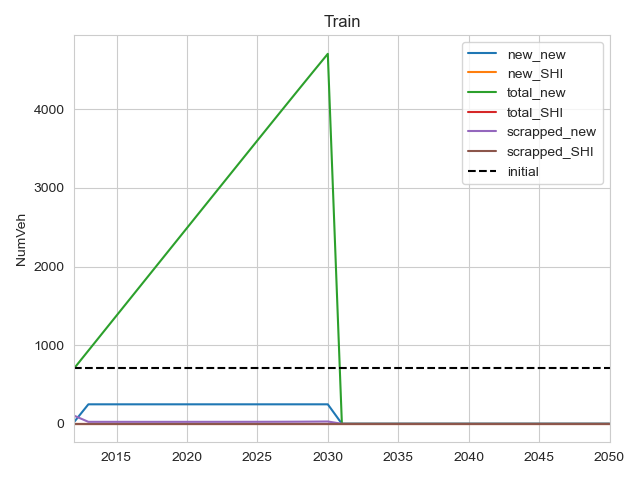 Train
NumVeh
4000
3000
2000
1000
0
2015
2020
2025
2030
2035
2040
2045
2050
new_new
new_SHI
total_new
total_SHI
scrapped_new
scrapped_SHI
initial